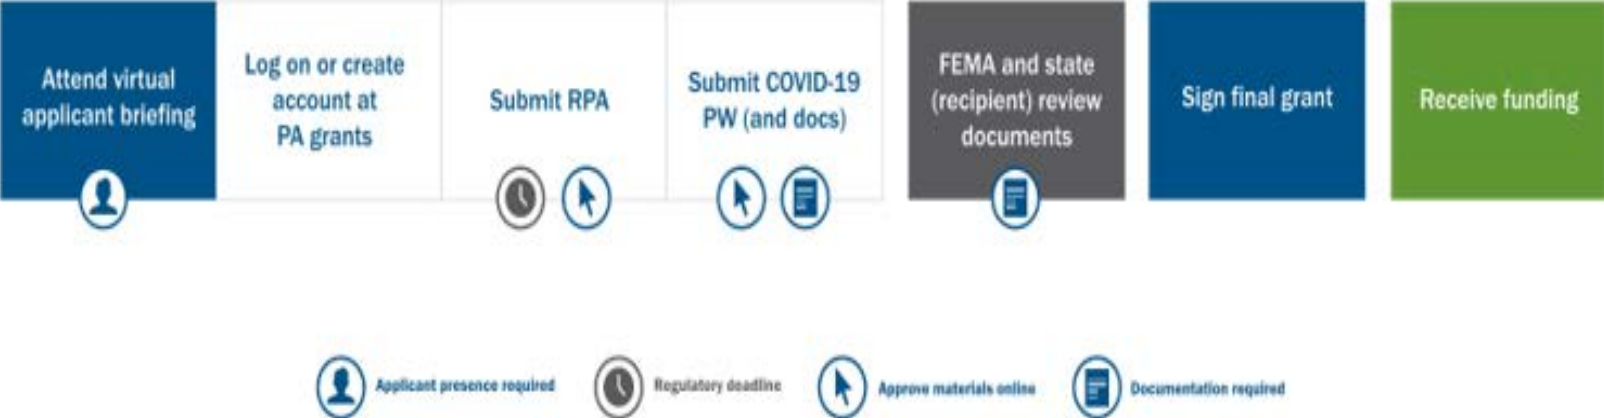 Attend virtual
applicant briefing
Log on or create
account at
PA grants
Submit RPA
Submit COVID-19
PW (and docs)
FEMA and state
(recipient) review
documents
Sign final grant
Receive funding
Applicant presence required
Regulatory deadline
Approve materials online
Documentation required